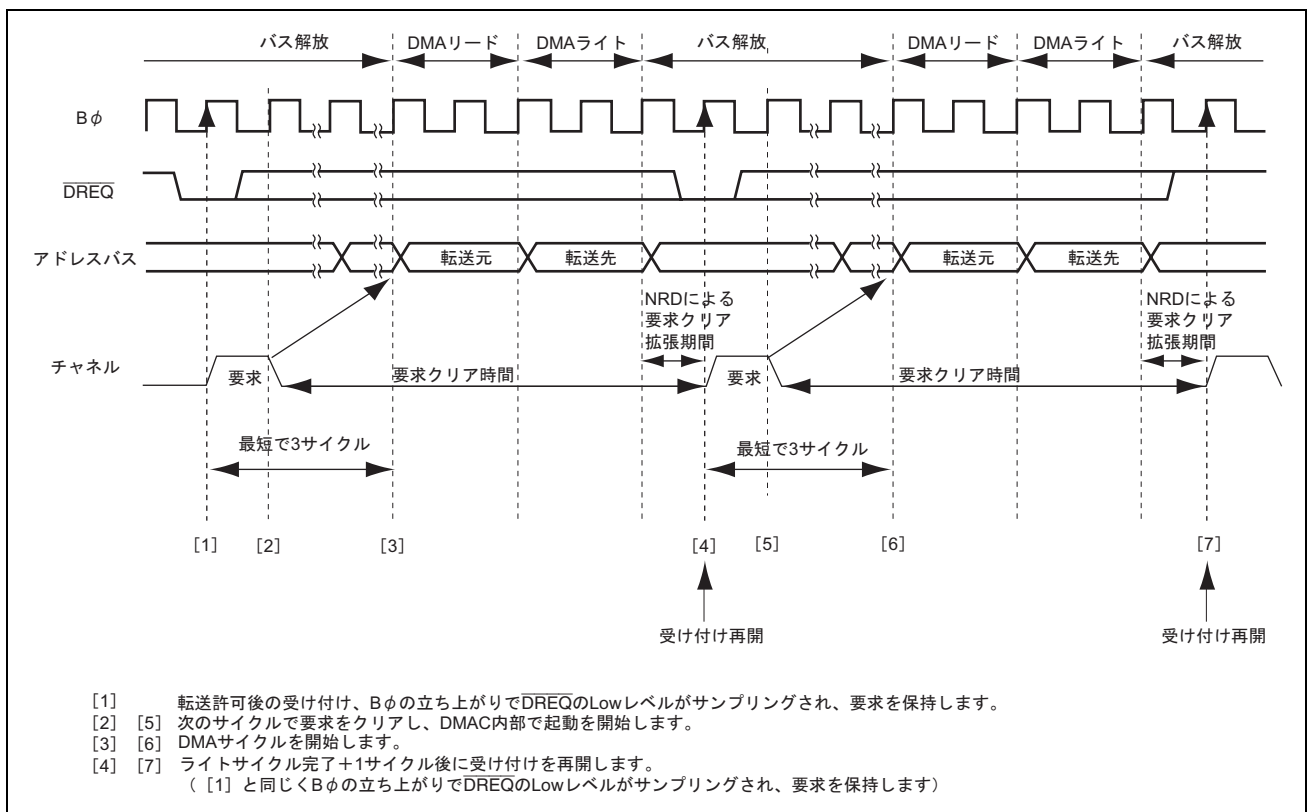 バス解放 DMAリード DMAライト バス解放 DMAリード DMAライト バス解放
Bφ
DREQ
アドレスバス 転送元 転送先 転送元 転送先
NRDによる
要求クリア
拡張期間
NRDによる
要求クリア
拡張期間
チャネル 要求 要求クリア時間 要求 要求クリア時間
最短で3サイクル 最短で3サイクル
[1] [2] [3] [4] [5] [6] [7]
受け付け再開 受け付け再開
[1] 転送許可後の受け付け、Bφの立ち上がりでDREQのLowレベルがサンプリングされ、要求を保持します。
[2] [5] 次のサイクルで要求をクリアし、DMAC内部で起動を開始します。
[3] [6] DMAサイクルを開始します。
[4] [7] ライトサイクル完了+1サイクル後に受け付けを再開します。
([1]と同じくBφの立ち上がりでDREQのLowレベルがサンプリングされ、要求を保持します)